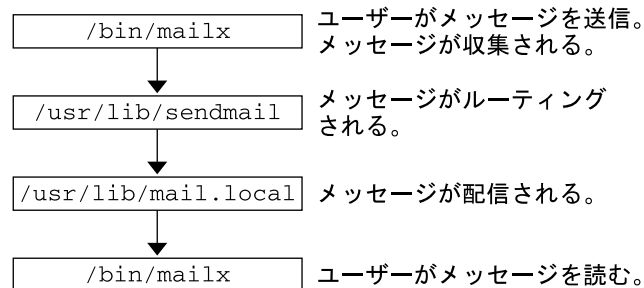 /bin/mailx
ユーザーがメッセージを送信。
メッセージが収集される。
/usr/lib/sendmail
メッセージがルーティング
される。
/usr/lib/mail.local
メッセージが配信される。
/bin/mailx
ユーザーがメッセージを読む。